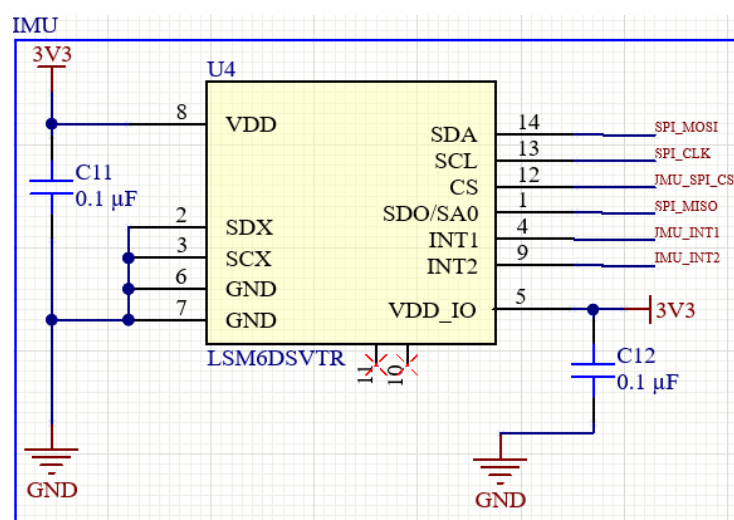 IMU
3V3
U4
8
VDD
C11
0.1 µF
2
SDX
3
SCX
6
GND
7
GND
SDA
14
SPI_MOSI
SCL
13
SPI_CLK
CS
12
IMU_SPI_CS
SDO/SA0
1
SPI_MISO
INT1
4
IMU_INT1
INT2
9
IMU_INT2
VDD_IO
5
3V3
LSM6DSVTR
11
10
C12
0.1 µF
GND
GND